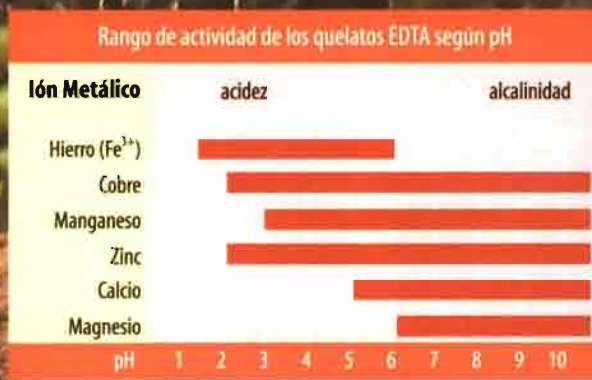 Rango de actividad de los quelatos EDTA según pH
Ión Metálico acidez alcalinidad
Hierro (Fe³⁺)
Cobre
Manganeso
Zinc
Calcio
Magnesio
pH 1 2 3 4 5 6 7 8 9 10